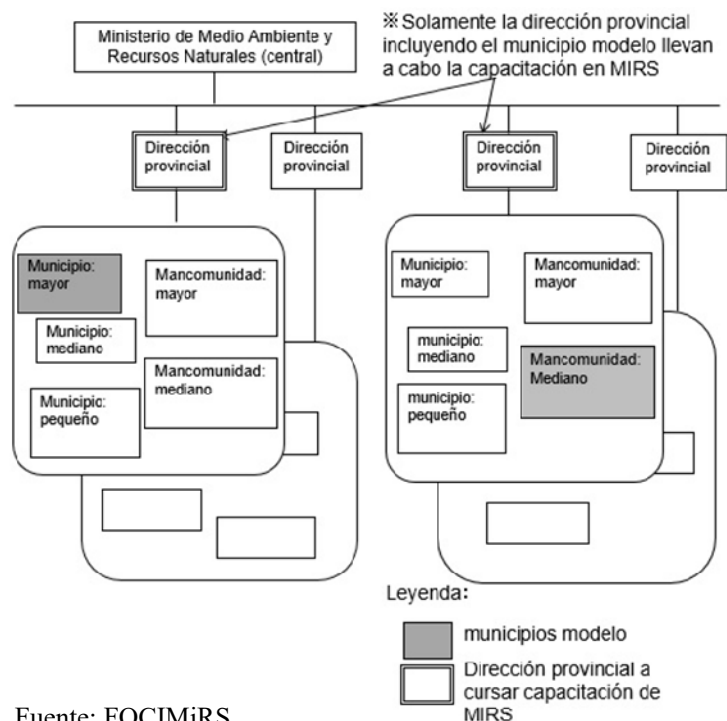 Ministerio de Medio Ambiente y
Recursos Naturales (central)
※Solamente la dirección provincial
incluyendo el municipio modelo llevan
a cabo la capacitación en MIRS
Dirección
provincial
Dirección
provincial
Dirección
provincial
Dirección
provincial
Municipio:
mayor
Mancomunidad:
mayor
Municipio:
mediano
Mancomunidad:
mediano
Municipio:
pequeño
Municipio:
mayor
Mancomunidad:
mayor
municipio:
mediano
Mancomunidad:
Mediano
municipio:
pequeño
Leyenda:
municipios modelo
Dirección provincial a
cursar capacitación de
MIRS
Fuente: FOCIMiRS